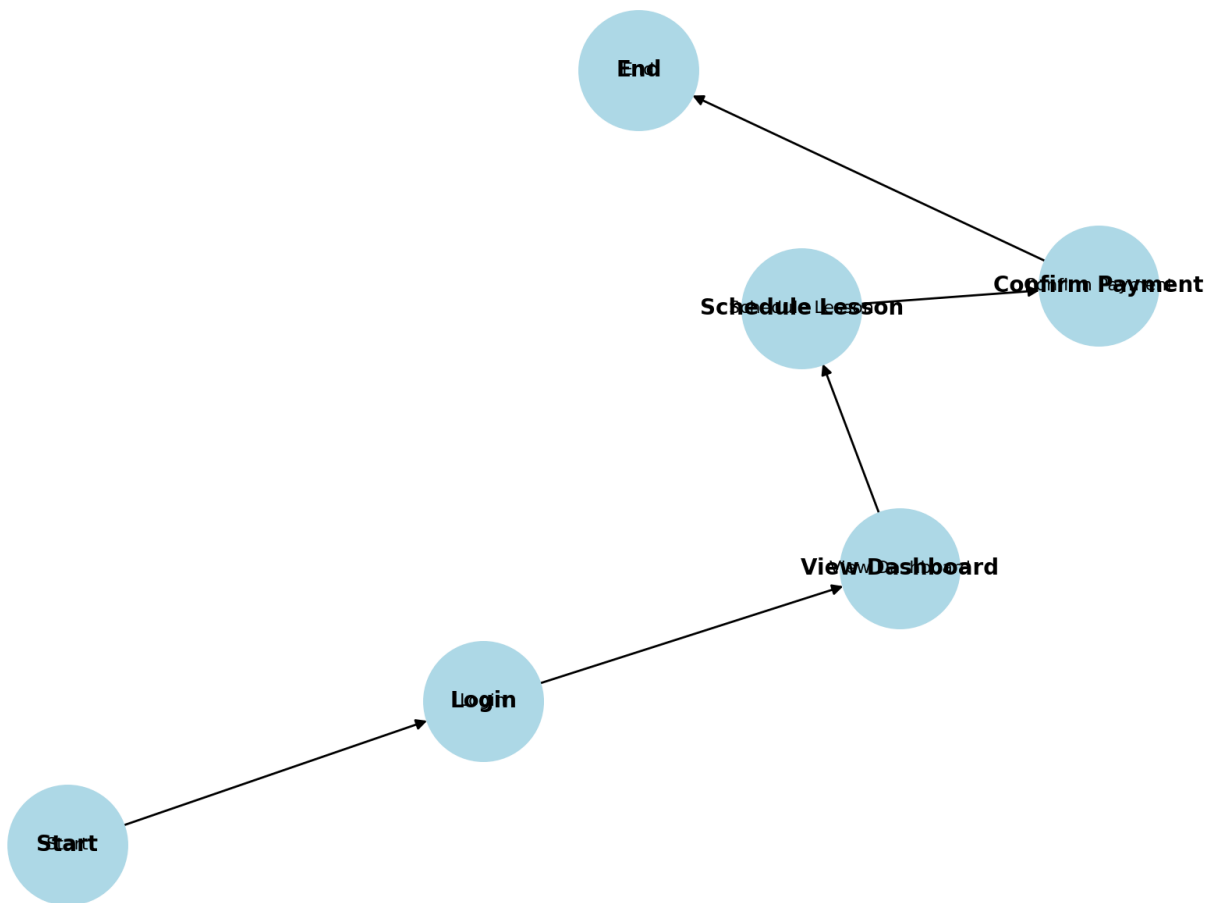 End
Confirm Payment
Schedule Lesson
View Dashboard
Login
Start